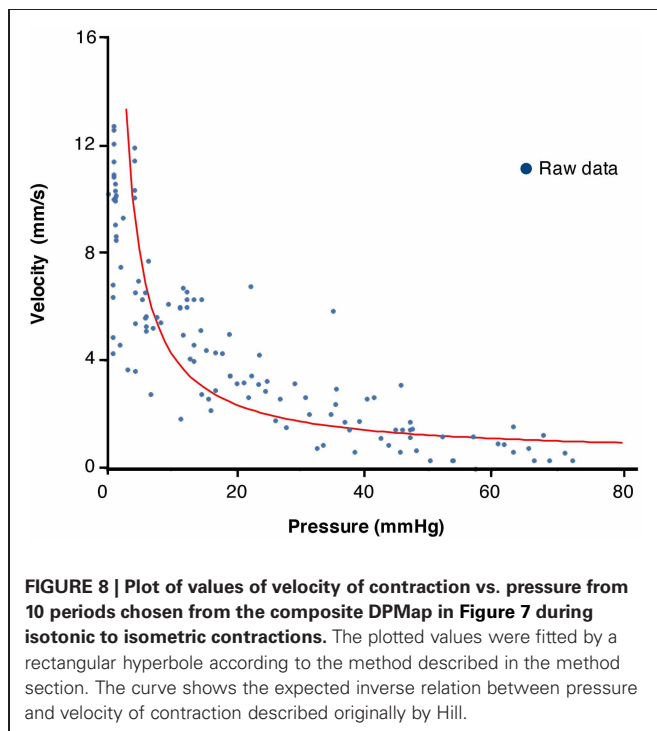 16
12
8
4
0
Velocity (mm/s)
Raw data
0 20 40 60 80
Pressure (mmHg)
FIGURE 8 | Plot of values of velocity of contraction vs. pressure from
10 periods chosen from the composite DPMap in Figure 7 during
isotonic to isometric contractions. The plotted values were fitted by a
rectangular hyperbole according to the method described in the method
section. The curve shows the expected inverse relation between pressure
and velocity of contraction described originally by Hill.